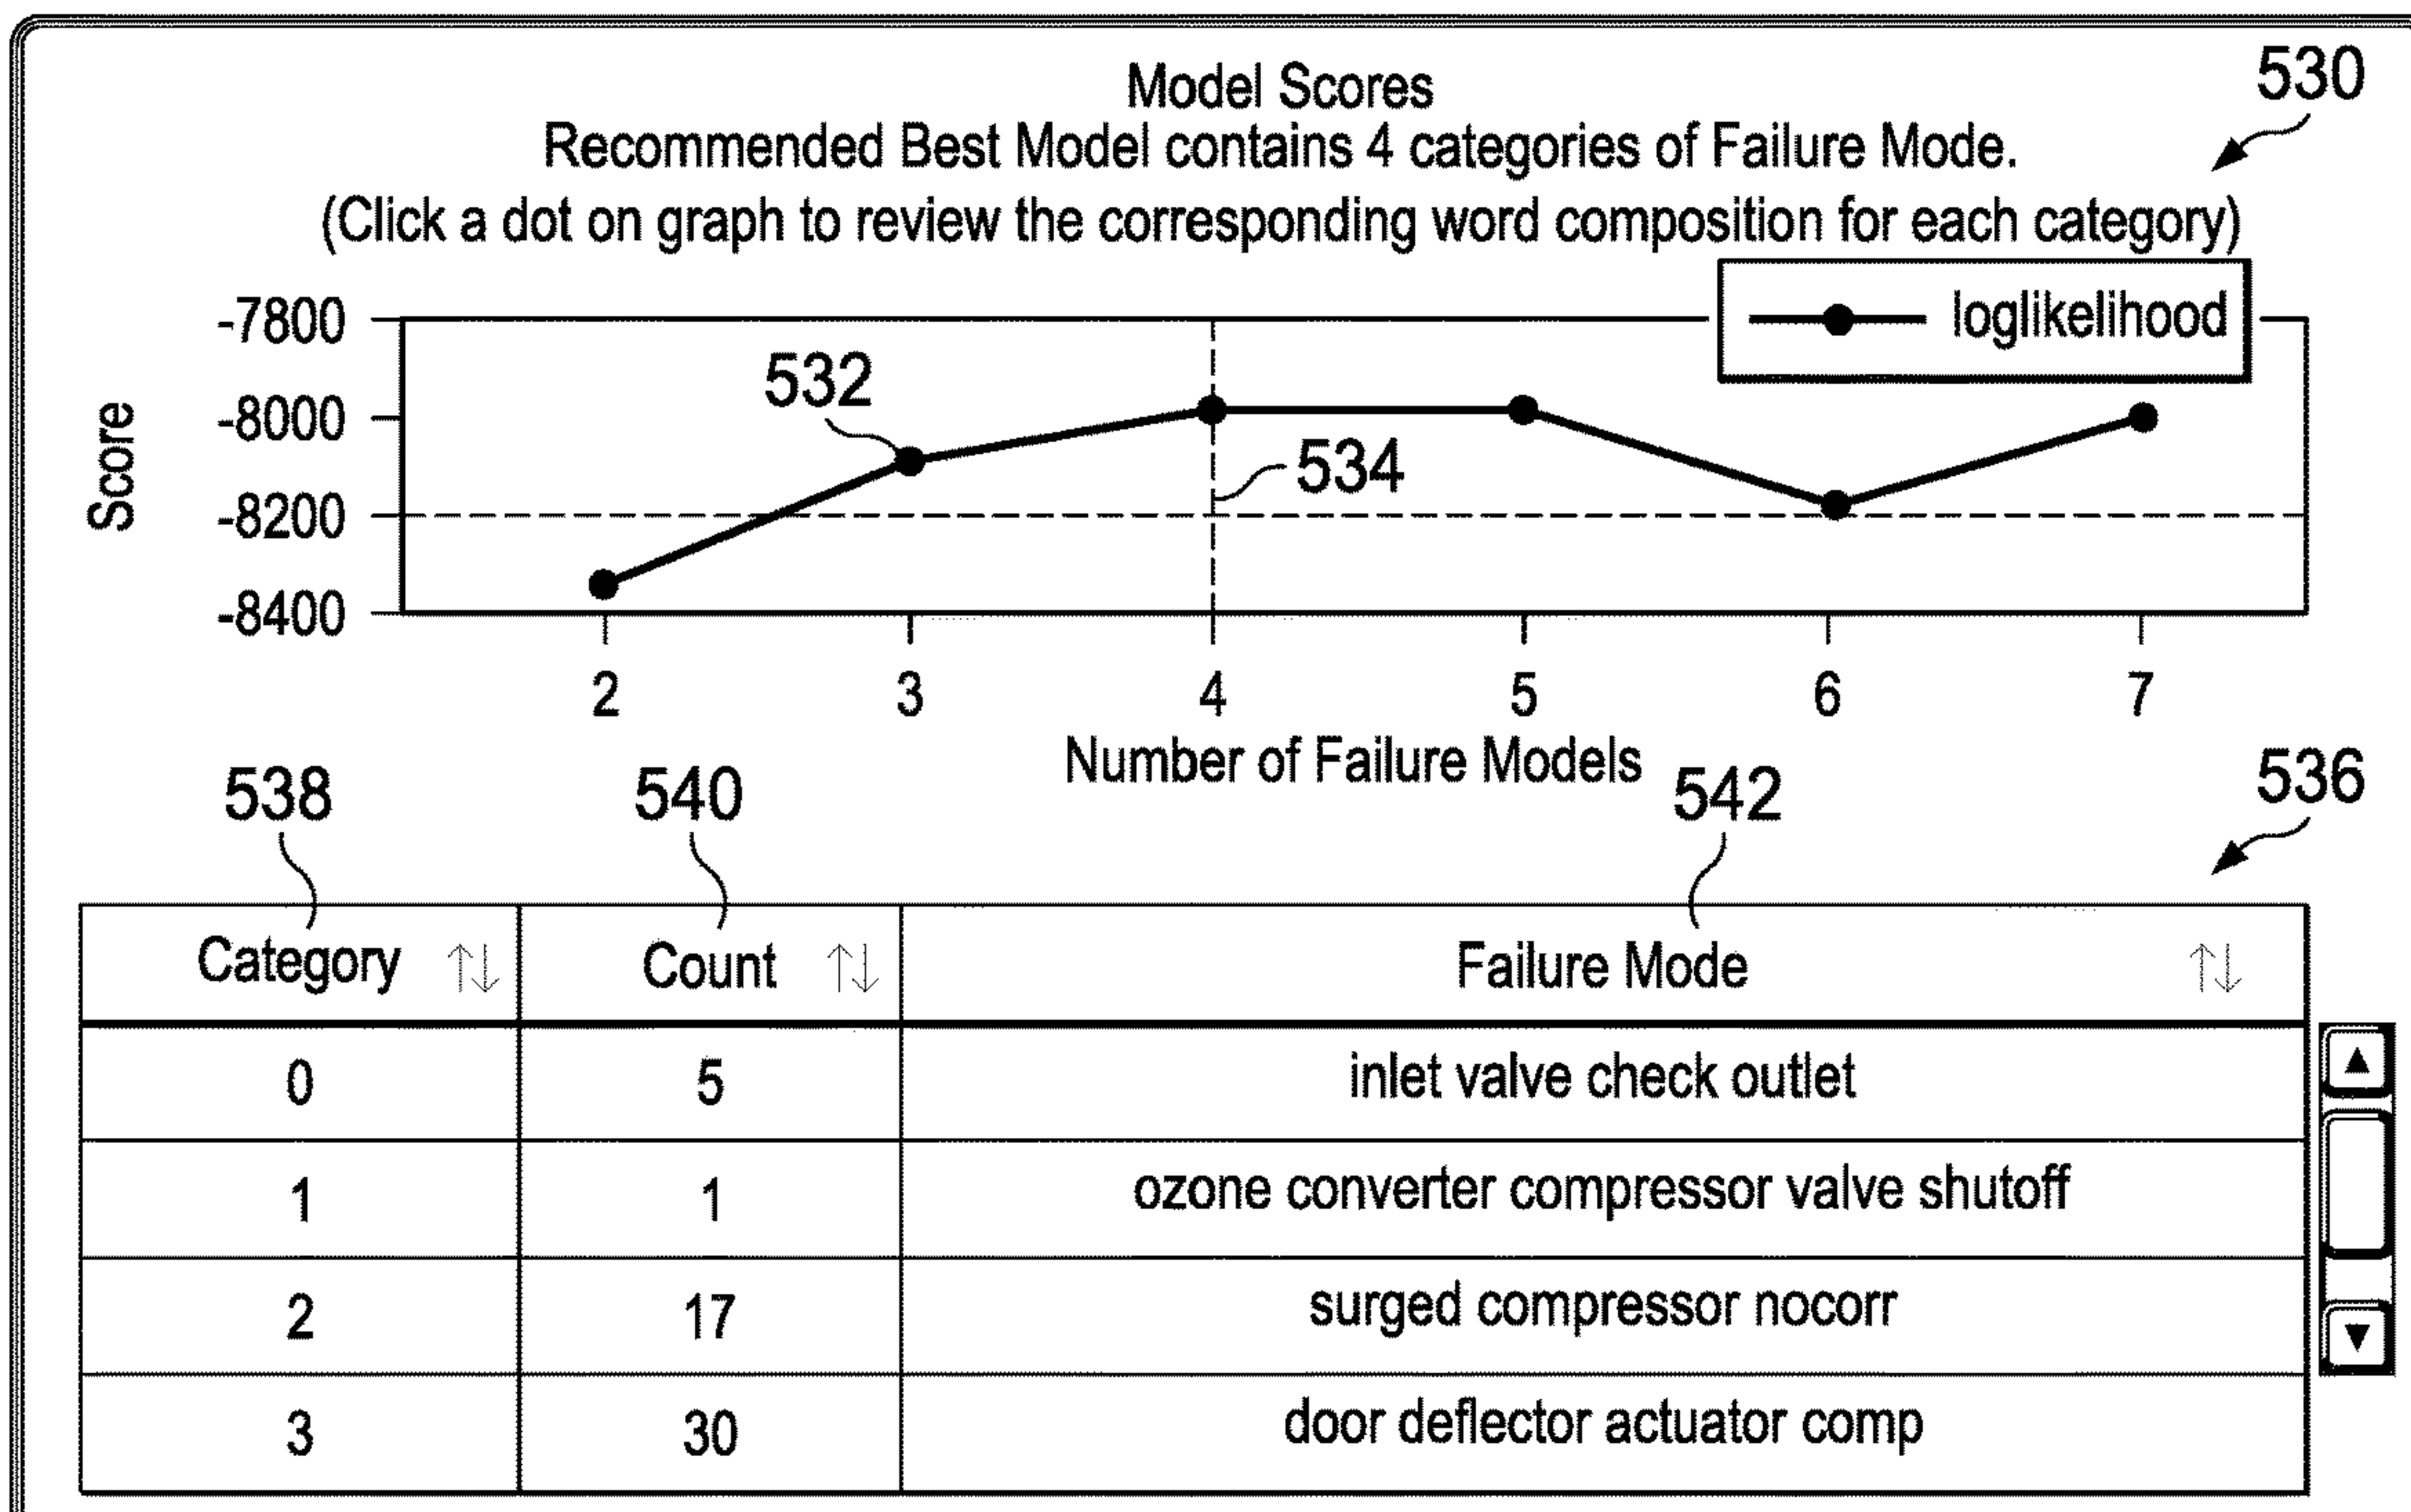 Model Scores
530
Recommended Best Model contains 4 categories of Failure Mode.
(Click a dot on graph to review the corresponding word composition for each category)
loglikelihood
Score
-7800
-8000
-8200
-8400
532
534
2 3 4 5 6 7
Number of Failure Models
538 540 542 536
Category ↑↓ Count ↑↓ Failure Mode ↑↓
0 5 inlet valve check outlet
1 1 ozone converter compressor valve shutoff
2 17 surged compressor nocorr
3 30 door deflector actuator comp